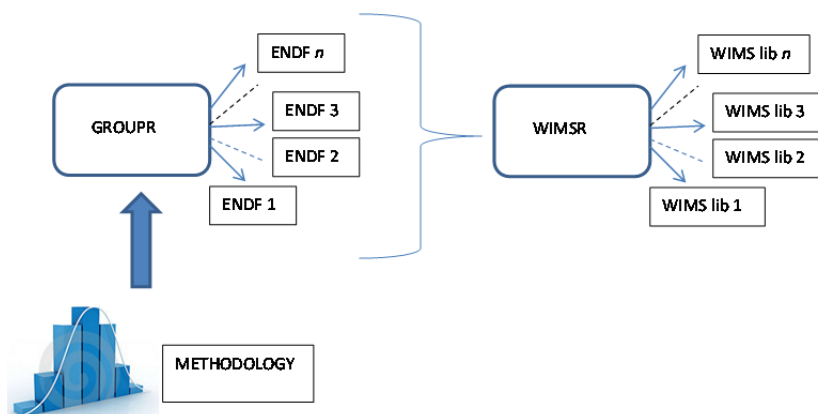 ENDF n
GROUPR
ENDF 3
ENDF 2
ENDF 1
WIMS lib n
WIMSR
WIMS lib 3
WIMS lib 2
WIMS lib 1
METHODOLOGY